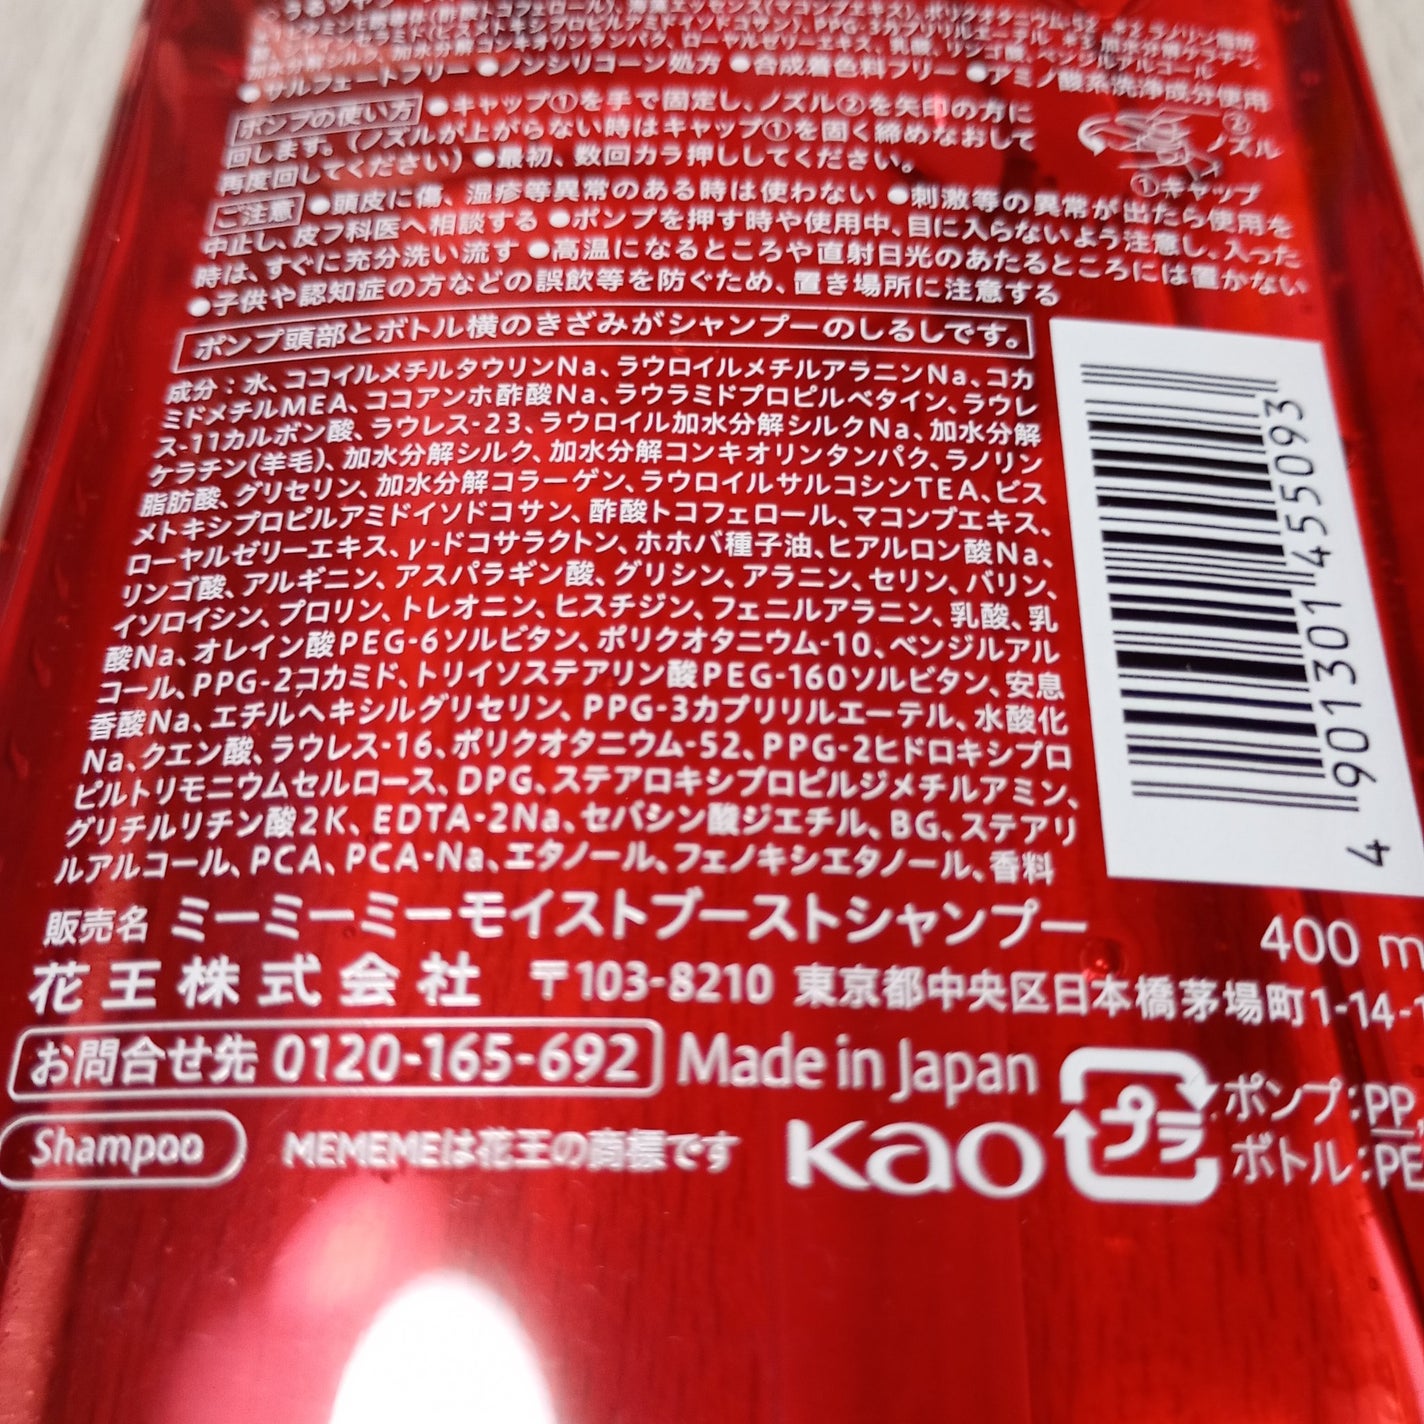 ●サルフェートフリー ●ノンシリコーン処方 ●合成着色料フリー ●アミノ酸系洗浄成分使用
ポンプの使い方 ●キャップ①を手で固定し、ノズル②を矢印の方に
回します。(ノズルが上がらない時はキャップ①を固く締めなおして
再度回してください) ●最初、数回カラ押ししてください。
②
ノズル
①キャップ
ご注意 ●頭皮に傷、湿疹等異常のある時は使わない ●刺激等の異常が出たら使用を
中止し、皮フ科医へ相談する ●ポンプを押す時や使用中、目に入らないよう注意し、入った
時は、すぐに充分洗い流す ●高温になるところや直射日光のあたるところには置かない
●子供や認知症の方などの誤飲等を防ぐため、置き場所に注意する
ポンプ頭部とボトル横のきざみがシャンプーのしるしです。
成分:水、ココイルメチルタウリンNa、ラウロイルメチルアラニンNa、コカ
ミドメチルMEA、ココアンホ酢酸Na、ラウラミドプロピルベタイン、ラウレ
ス-11カルボン酸、ラウレス-23、ラウロイル加水分解シルクNa、加水分解
ケラチン(羊毛)、加水分解シルク、加水分解コンキオリンタンパク、ラノリン
脂肪酸、グリセリン、加水分解コラーゲン、ラウロイルサルコシンTEA、ビス
メトキシプロピルアミドイソドコサン、酢酸トコフェロール、マコンブエキス、
ローヤルゼリーエキス、γ-ドコサラクトン、ホホバ種子油、ヒアルロン酸Na、
リンゴ酸、アルギニン、アスパラギン酸、グリシン、アラニン、セリン、バリン、
イソロイシン、プロリン、トレオニン、ヒスチジン、フェニルアラニン、乳酸、乳
酸Na、オレイン酸PEG-6ソルビタン、ポリクオタニウム-10、ベンジルアル
コール、PPG-2コカミド、トリイソステアリン酸PEG-160ソルビタン、安息
香酸Na、エチルヘキシルグリセリン、PPG-3カプリリルエーテル、水酸化
Na、クエン酸、ラウレス-16、ポリクオタニウム-52、PPG-2ヒドロキシプロ
ピルトリモニウムセルロース、DPG、ステアロキシプロピルジメチルアミン、
グリチルリチン酸2K、EDTA-2Na、セバシン酸ジエチル、BG、ステアリ
ルアルコール、PCA、PCA-Na、エタノール、フェノキシエタノール、香料
4 901301 455093
販売名 ミーミーミーモイストブーストシャンプー 400 m
花王株式会社 〒103-8210 東京都中央区日本橋茅場町1-14-
お問合せ先 0120-165-692 Made in Japan
Shampoo MEMEMEは花王の商標です Kao
プラ
ポンプ:PP,
ボトル:PE